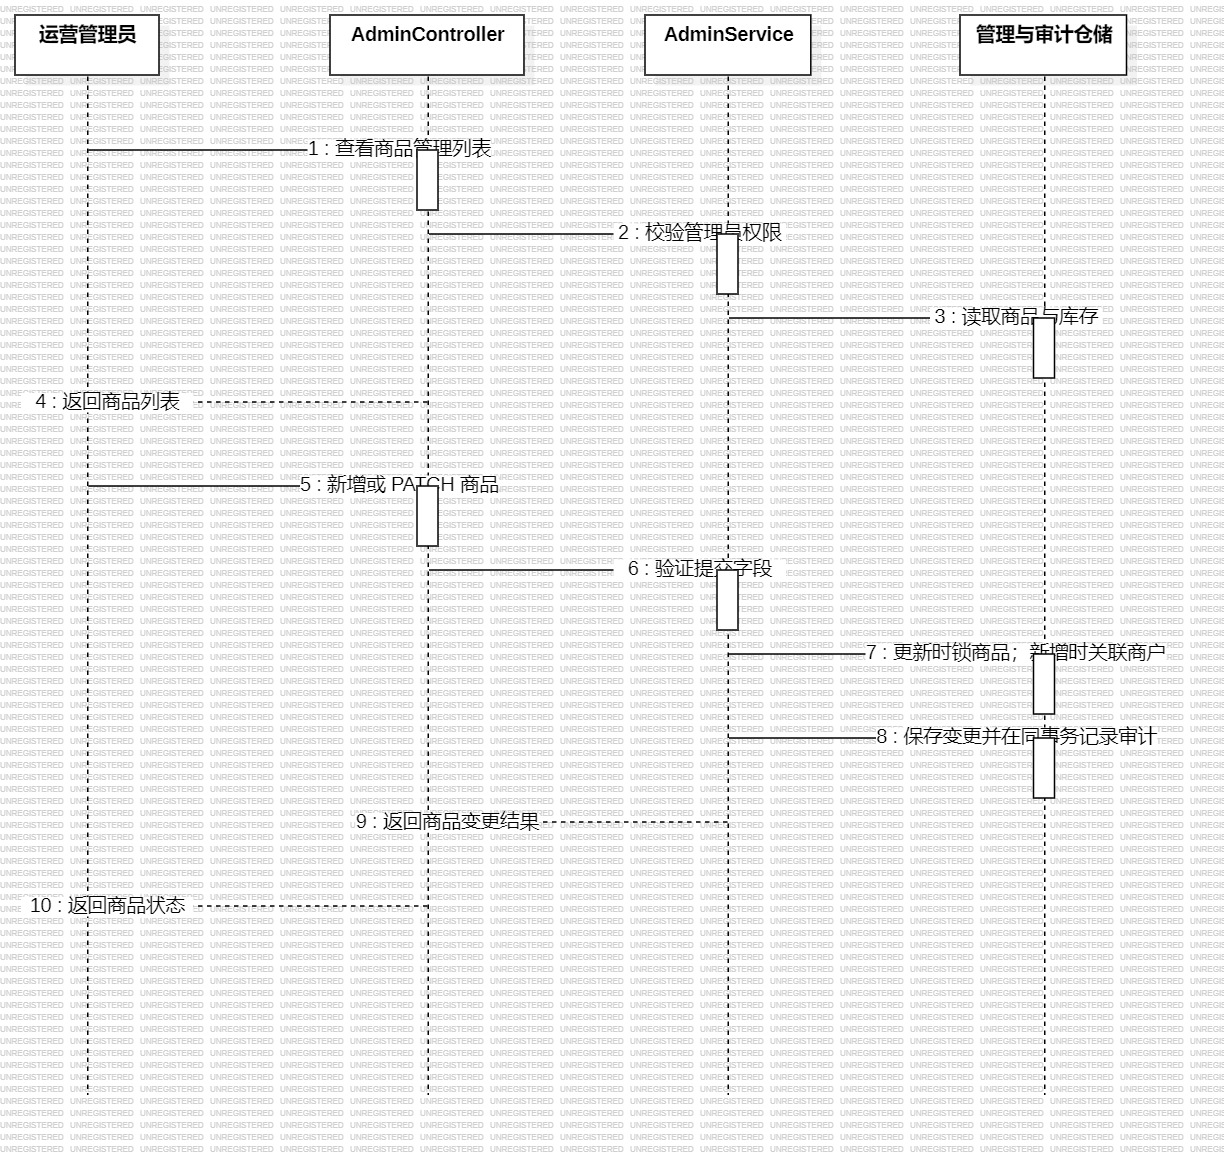 运营管理员
AdminController
AdminService
管理与审计仓储
1 : 查看商品管理列表
2 : 校验管理员权限
3 : 读取商品与库存
4 : 返回商品列表
5 : 新增或 PATCH 商品
6 : 验证提交字段
7 : 更新时锁商品；新增时关联商户
8 : 保存变更并在同事务记录审计
9 : 返回商品变更结果
10 : 返回商品状态
UNREGISTERED